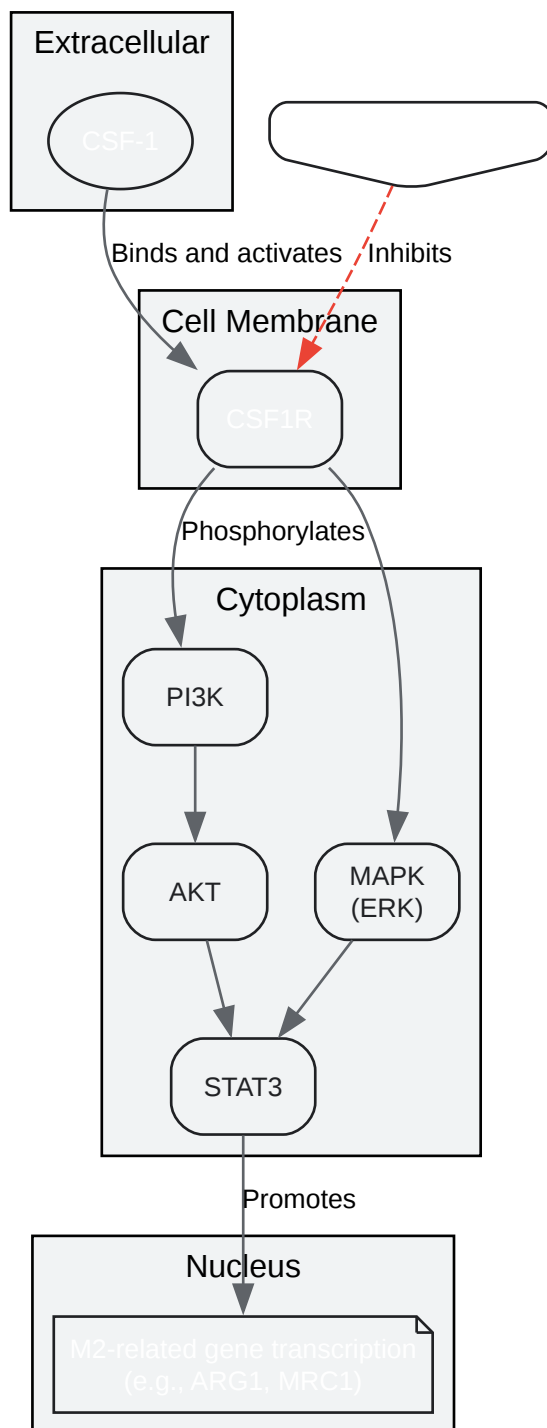 Extracellular
CSF-1
Binds and activates
Inhibits
Cell Membrane
CSF1R
Phosphorylates
Cytoplasm
PI3K
AKT
MAPK
(ERK)
STAT3
Promotes
Nucleus
M2-related gene transcription
(e.g., ARG1, MRC1)